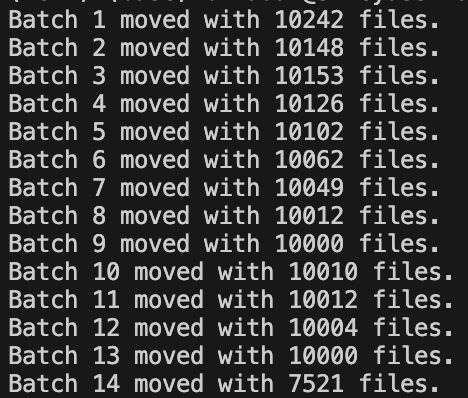 Batch 1 moved with 10242 files.
Batch 2 moved with 10148 files.
Batch 3 moved with 10153 files.
Batch 4 moved with 10126 files.
Batch 5 moved with 10102 files.
Batch 6 moved with 10062 files.
Batch 7 moved with 10049 files.
Batch 8 moved with 10012 files.
Batch 9 moved with 10000 files.
Batch 10 moved with 10010 files.
Batch 11 moved with 10012 files.
Batch 12 moved with 10004 files.
Batch 13 moved with 10000 files.
Batch 14 moved with 7521 files.